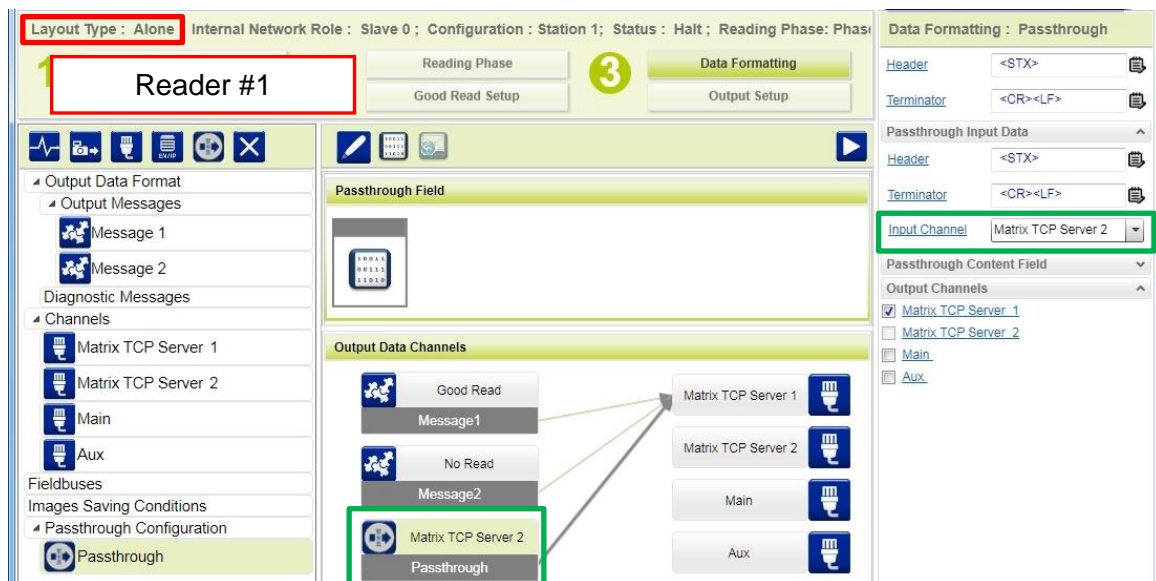 Layout Type : Alone Internal Network Role : Slave 0 ; Configuration : Station 1; Status : Halt ; Reading Phase: Phase
Reader #1
Reading Phase
Good Read Setup
3
Data Formatting
Output Setup
EN/IP
Output Data Format
Output Messages
Message 1
Message 2
Diagnostic Messages
Channels
Matrix TCP Server 1
Matrix TCP Server 2
Main
Aux
Fieldbuses
Images Saving Conditions
Passthrough Configuration
Passthrough
Passthrough Field
10011
00111
11010
Output Data Channels
Good Read
Message1
No Read
Message2
Matrix TCP Server 2
Passthrough
Matrix TCP Server 1
Matrix TCP Server 2
Main
Aux
Data Formatting : Passthrough
Header <STX>
Terminator <CR><LF>
Passthrough Input Data
Header <STX>
Terminator <CR><LF>
Input Channel Matrix TCP Server 2
Passthrough Content Field
Output Channels
Matrix TCP Server 1
Matrix TCP Server 2
Main
Aux